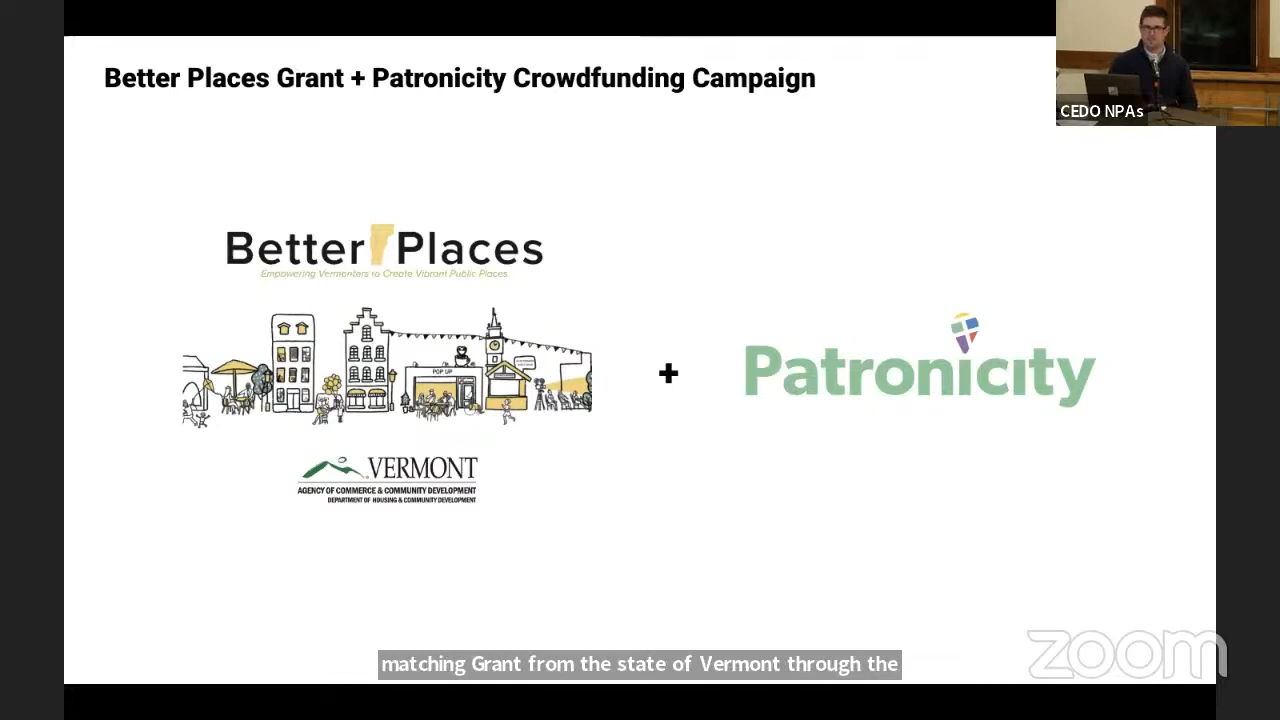 Better Places Grant + Patronicity Crowdfunding Campaign
CEDO NPAs
Better Places
Empowering Vermonters to Create Vibrant Public Places
POP UP
+
Patronicity
VERMONT
AGENCY OF COMMERCE & COMMUNITY DEVELOPMENT
DEPARTMENT OF HOUSING & COMMUNITY DEVELOPMENT
matching Grant from the state of Vermont through the
zoom